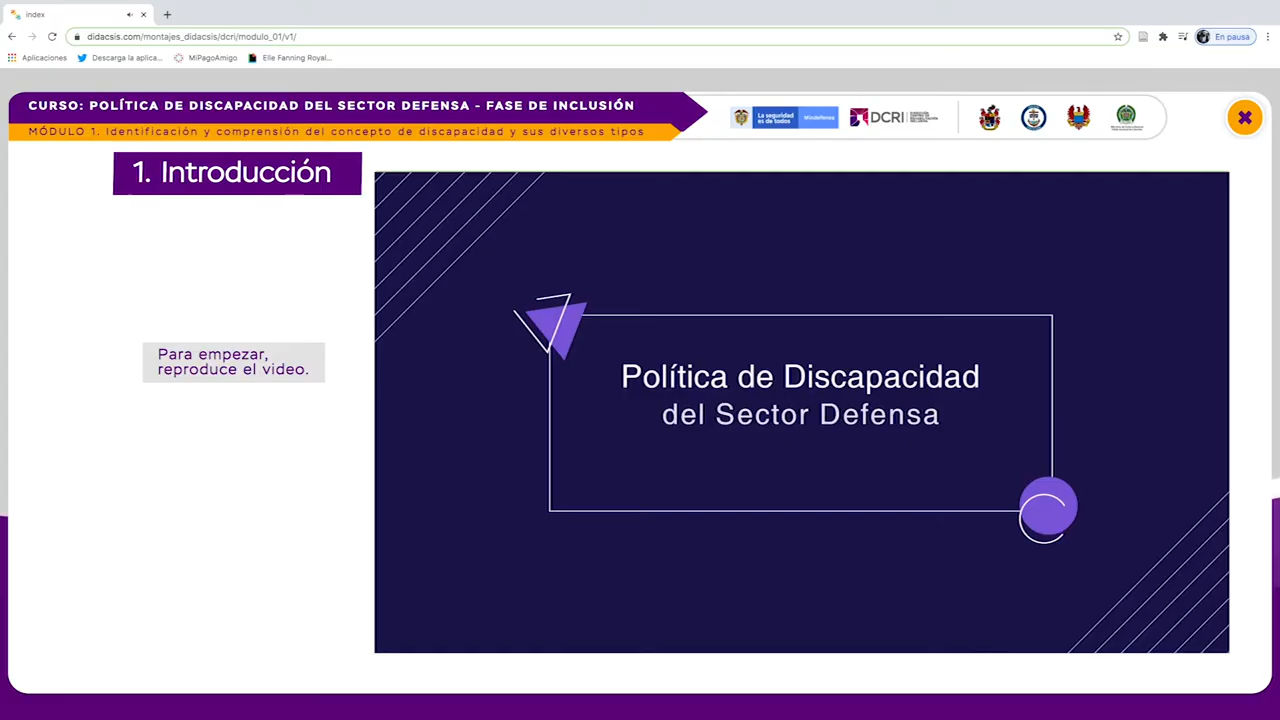 index
didacsis.com/montajes_didacsis/dcri/modulo_01/v1/
En pausa
Aplicaciones
Descarga la aplica...
MiPagoAmigo
Elle Fanning Royal...
CURSO: POLÍTICA DE DISCAPACIDAD DEL SECTOR DEFENSA - FASE DE INCLUSIÓN
MÓDULO 1. Identificación y comprensión del concepto de discapacidad y sus diversos tipos
La seguridad
es de todos
Mindefensa
DCRI
1. Introducción
Para empezar,
reproduce el video.
Política de Discapacidad
del Sector Defensa